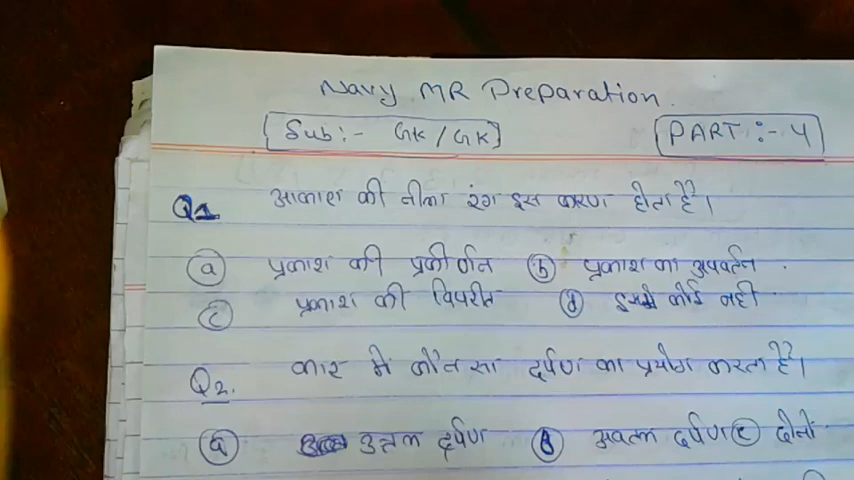 Navy MR Preparation.
Sub:- GK/GK PART:- 4
Q1 आकाश की नीला रंग इस कारण होता है।
a प्रकाश की प्रकीर्णन b प्रकाश का अपवर्तन .
c प्रकाश की विपरीत d इसमे कोई नही
Q2. कार में कौन सा दर्पण का प्रयोग करता है।
a उत्तल दर्पण B अवतल दर्पण c दोनो